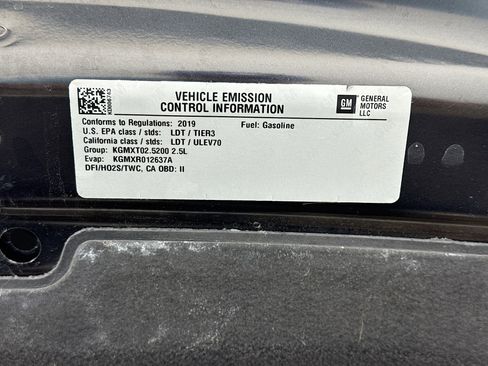 VEHICLE EMISSION
CONTROL INFORMATION
GM
GENERAL
MOTORS
LLC
Conforms to Regulations: 2019 Fuel: Gasoline
U.S. EPA class / stds: LDT / TIER3
California class / stds: LDT / ULEV70
Group: KGMXT02.5200 2.5L
Evap: KGMXR012637A
DFI/HO2S/TWC, CA OBD: II